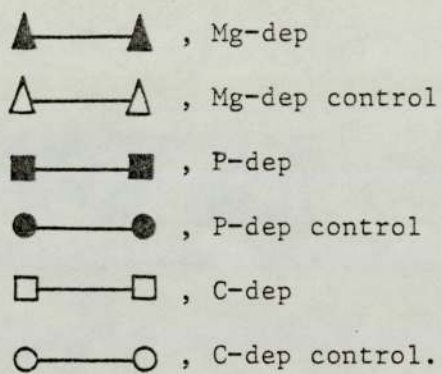 , Mg-dep
, Mg-dep control
, P-dep
, P-dep control
, C-dep
, C-dep control.